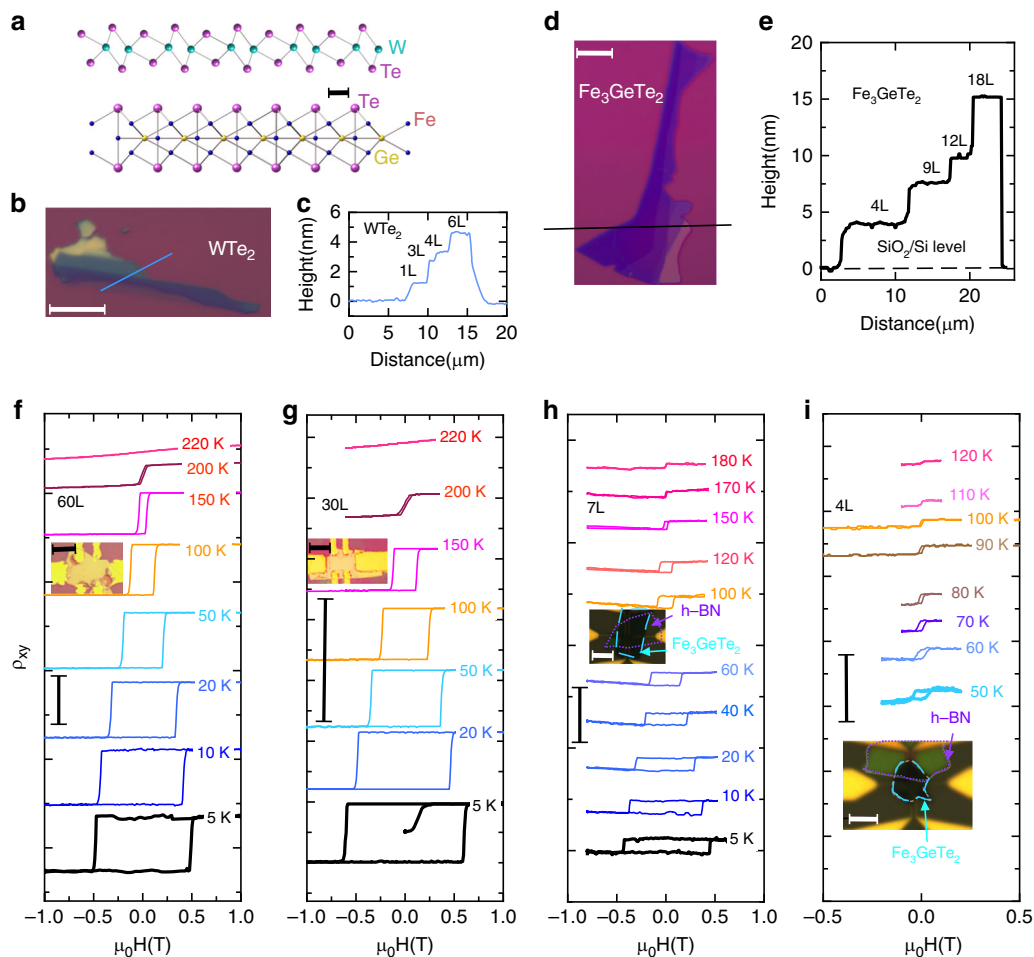 a
W
Te
Te
Fe
Ge
b
WTe2
c
Height(nm)
6
4
2
0
WTe2
1L
3L
4L
6L
0 5 10 15 20
Distance(μm)
d
Fe3GeTe2
e
Height(nm)
20
15
10
5
0
Fe3GeTe2
4L
9L
12L
18L
SiO2/Si level
0 10 20
Distance(μm)
f
ρxy
220 K
200 K
60L
150 K
100 K
50 K
20 K
10 K
5 K
−1.0 −0.5 0.0 0.5 1.0
μ0H(T)
g
220 K
200 K
30L
150 K
100 K
50 K
20 K
5 K
−1.0 −0.5 0.0 0.5 1.0
μ0H(T)
h
180 K
170 K
7L
150 K
120 K
100 K
h–BN
Fe3GeTe2
60 K
40 K
20 K
10 K
5 K
−1.0 −0.5 0.0 0.5 1.0
μ0H(T)
i
120 K
110 K
4L
100 K
90 K
80 K
70 K
60 K
50 K
h–BN
Fe3GeTe2
−0.5 0.0 0.5
μ0H(T)